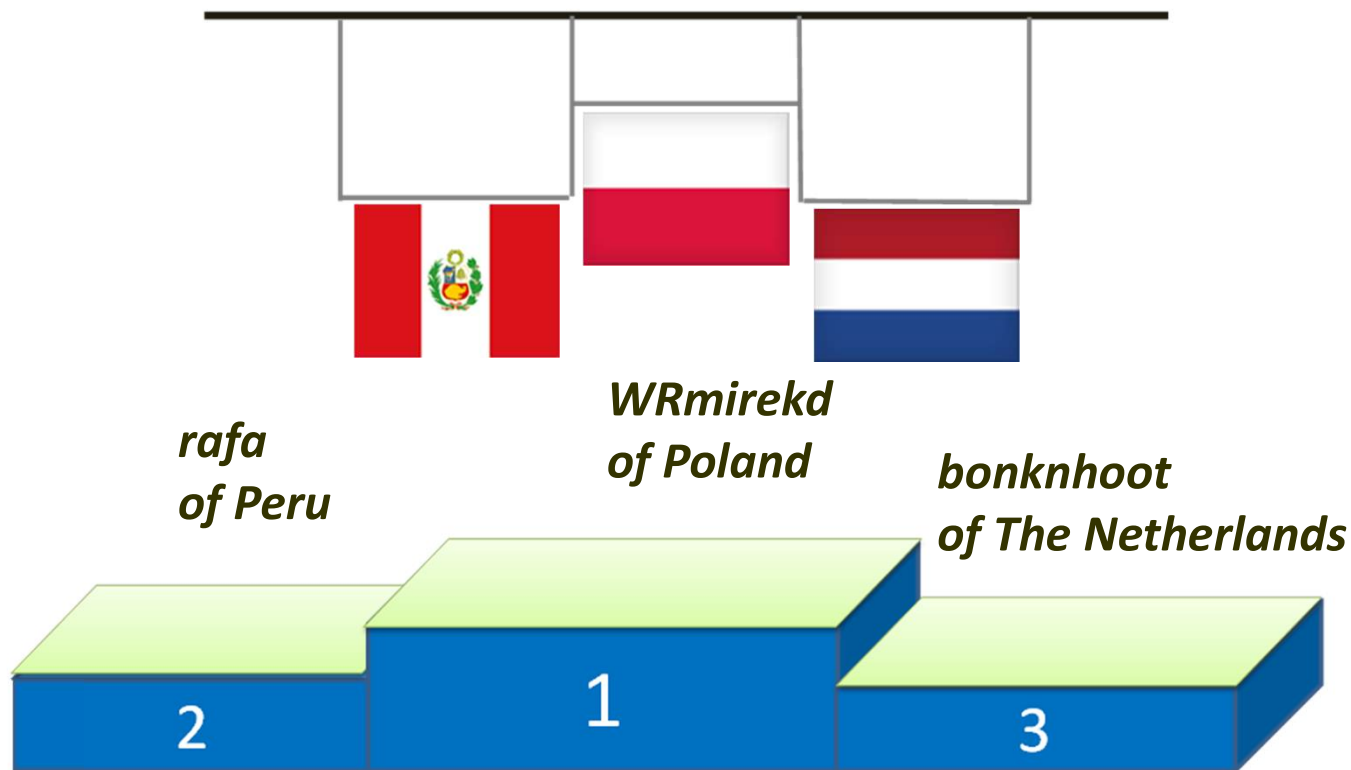 WRmirekd
of Poland
rafa
of Peru
bonknhoot
of The Netherlands
2
1
3